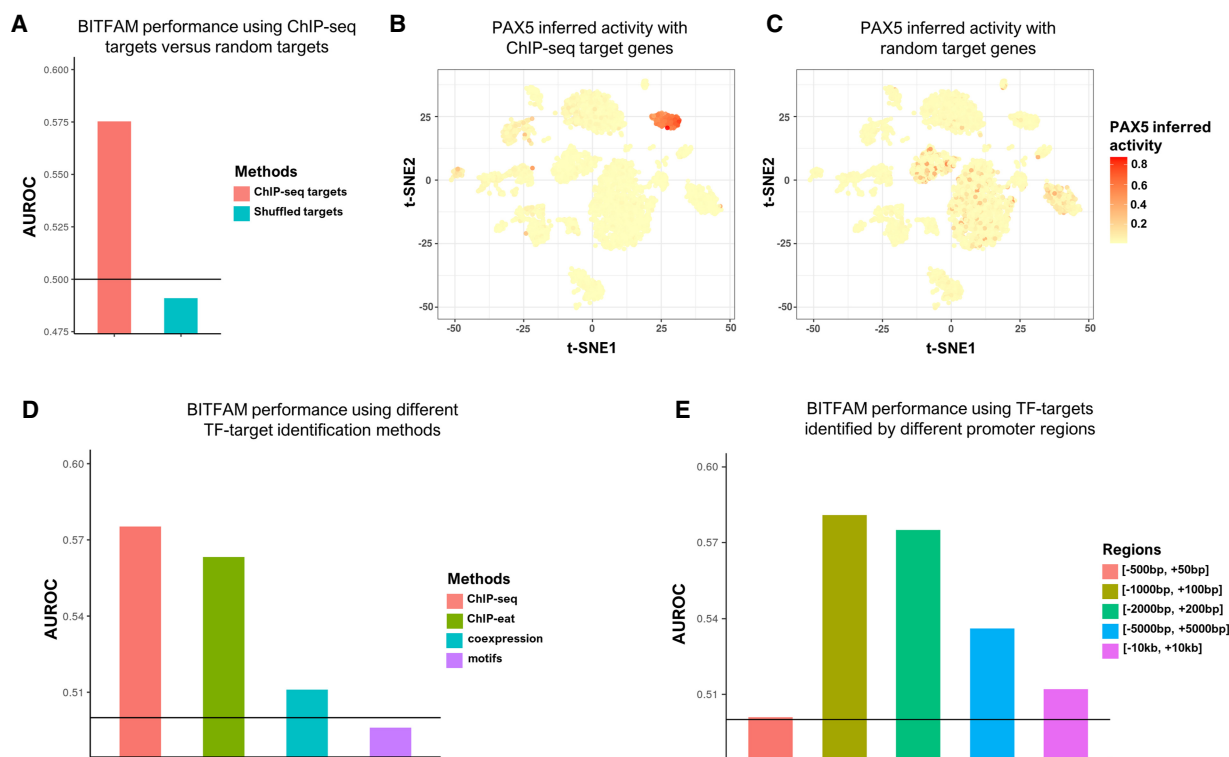 A
BITFAM performance using ChIP-seq
targets versus random targets
0.600
0.575
0.550
0.525
0.500
0.475
AUROC
Methods
ChIP-seq targets
Shuffled targets
B
PAX5 inferred activity with
ChIP-seq target genes
25
0
-25
-50
t-SNE2
-50
-25
0
25
50
t-SNE1
C
PAX5 inferred activity with
random target genes
25
0
-25
-50
t-SNE2
-50
-25
0
25
50
t-SNE1
PAX5 inferred
activity
0.8
0.6
0.4
0.2
D
BITFAM performance using different
TF-target identification methods
0.60
0.57
0.54
0.51
AUROC
Methods
ChIP-seq
ChIP-eat
coexpression
motifs
E
BITFAM performance using TF-targets
identified by different promoter regions
0.60
0.57
0.54
0.51
AUROC
Regions
[-500bp, +50bp]
[-1000bp, +100bp]
[-2000bp, +200bp]
[-5000bp, +5000bp]
[-10kb, +10kb]